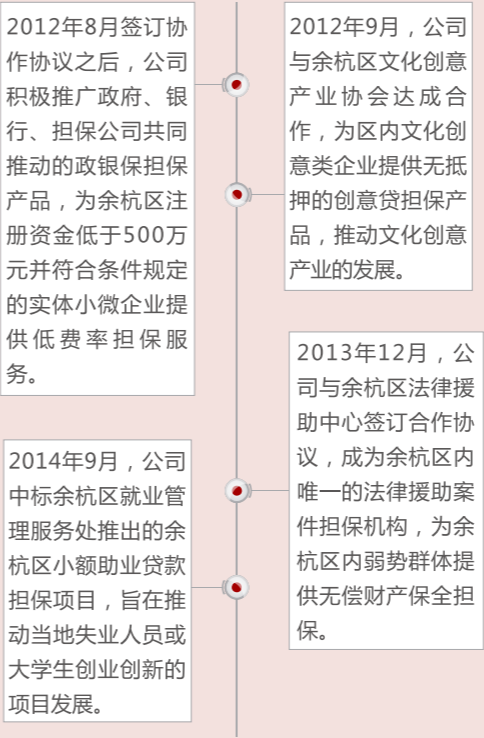 2012年8月签订协
作协议之后，公司
积极推广政府、银
行、担保公司共同
推动的政银保担保
产品，为余杭区注
册资金低于500万
元并符合条件规定
的实体小微企业提
供低费率担保服
务。
2012年9月，公司
与余杭区文化创意
产业协会达成合
作，为区内文化创
意类企业提供无抵
押的创意贷担保产
品，推动文化创意
产业的发展。
2013年12月，公
司与余杭区法律援
助中心签订合作协
议，成为余杭区内
唯一的法律援助案
件担保机构，为余
杭区内弱势群体提
供无偿财产保全担
保。
2014年9月，公司
中标余杭区就业管
理服务处推出的余
杭区小额助业贷款
担保项目，旨在推
动当地失业人员或
大学生创业创新的
项目发展。